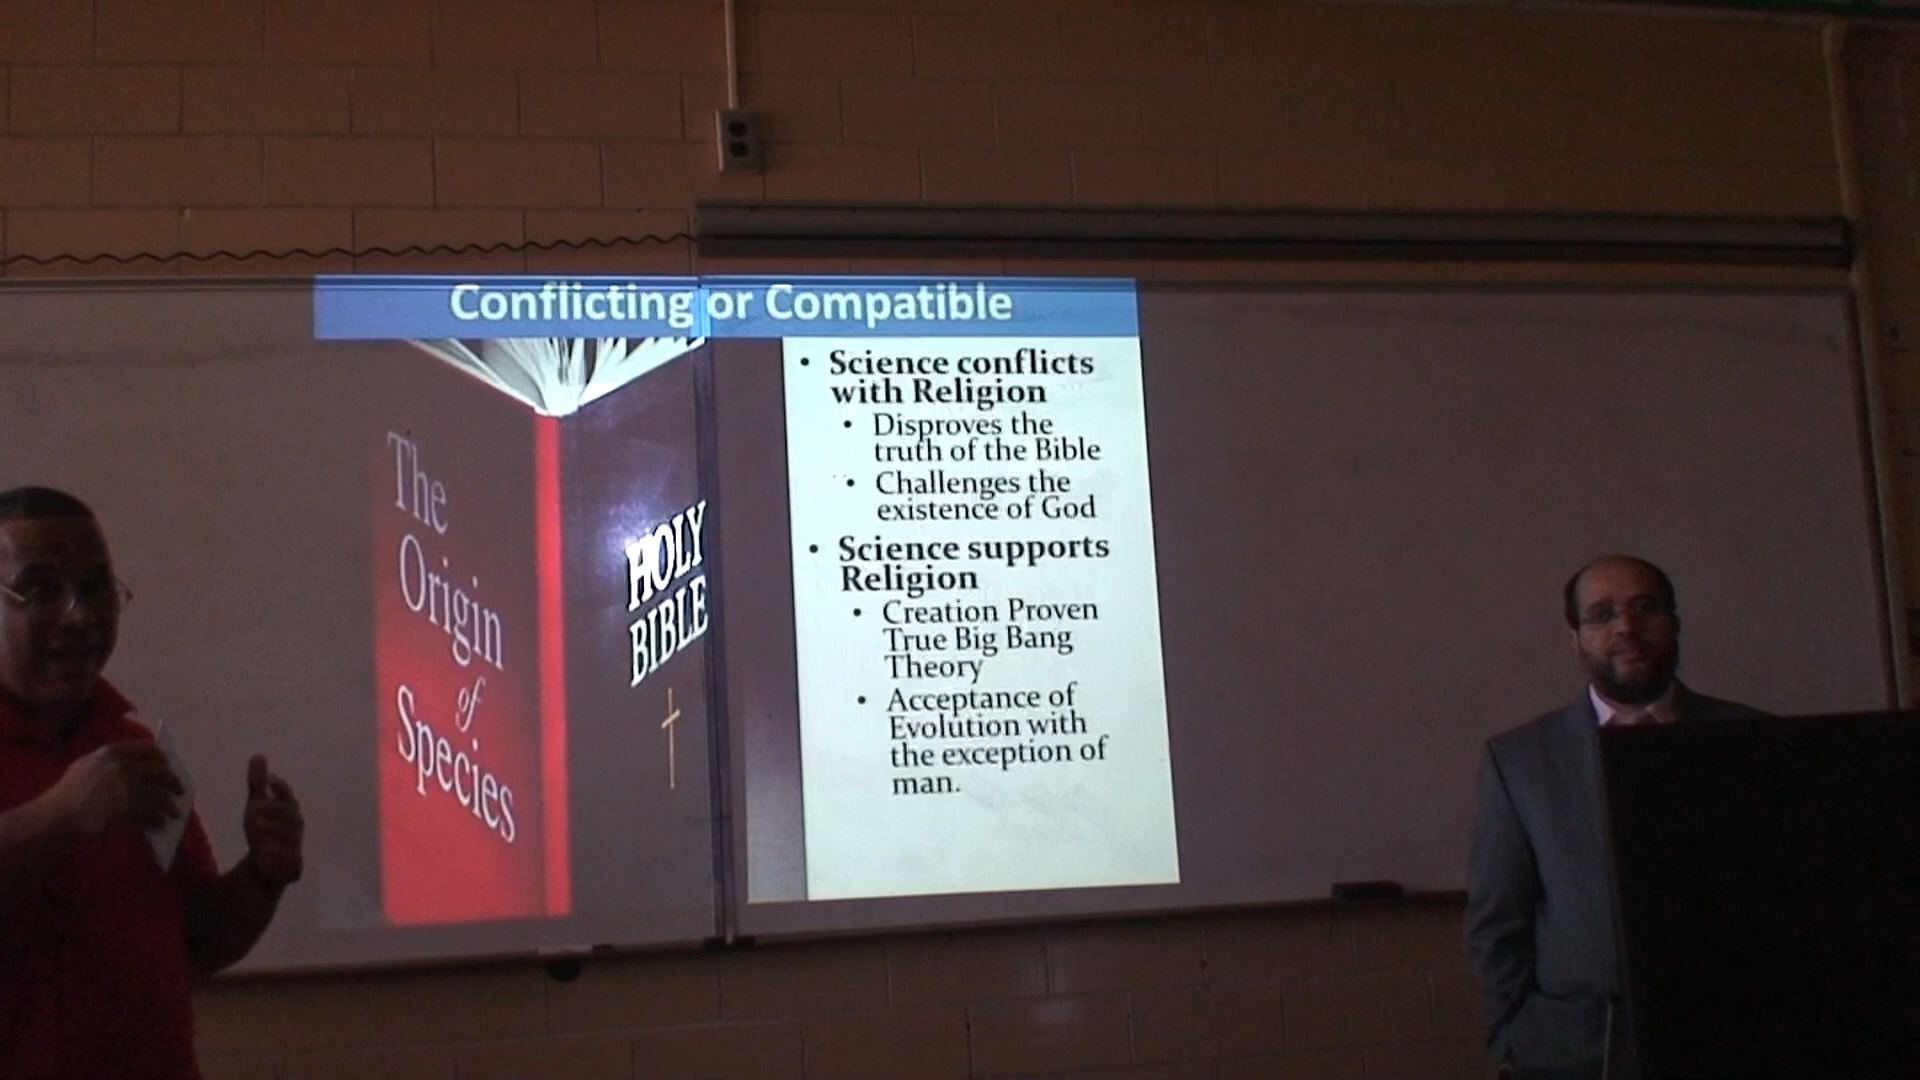 Conflicting or Compatible
The
Origin
of
Species
HOLY
BIBLE
• Science conflicts
with Religion
• Disproves the
truth of the Bible
• Challenges the
existence of God
• Science supports
Religion
• Creation Proven
True Big Bang
Theory
• Acceptance of
Evolution with
the exception of
man.